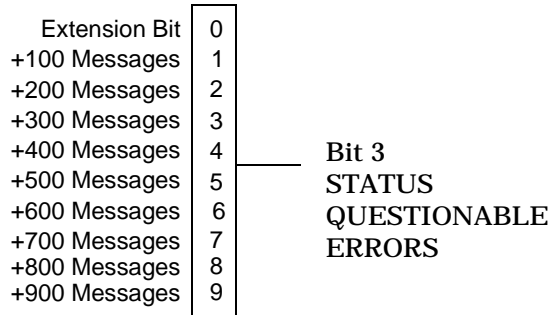 Extension Bit 0
+100 Messages 1
+200 Messages 2
+300 Messages 3
+400 Messages 4
+500 Messages 5
+600 Messages 6
+700 Messages 7
+800 Messages 8
+900 Messages 9
Bit 3
STATUS
QUESTIONABLE
ERRORS